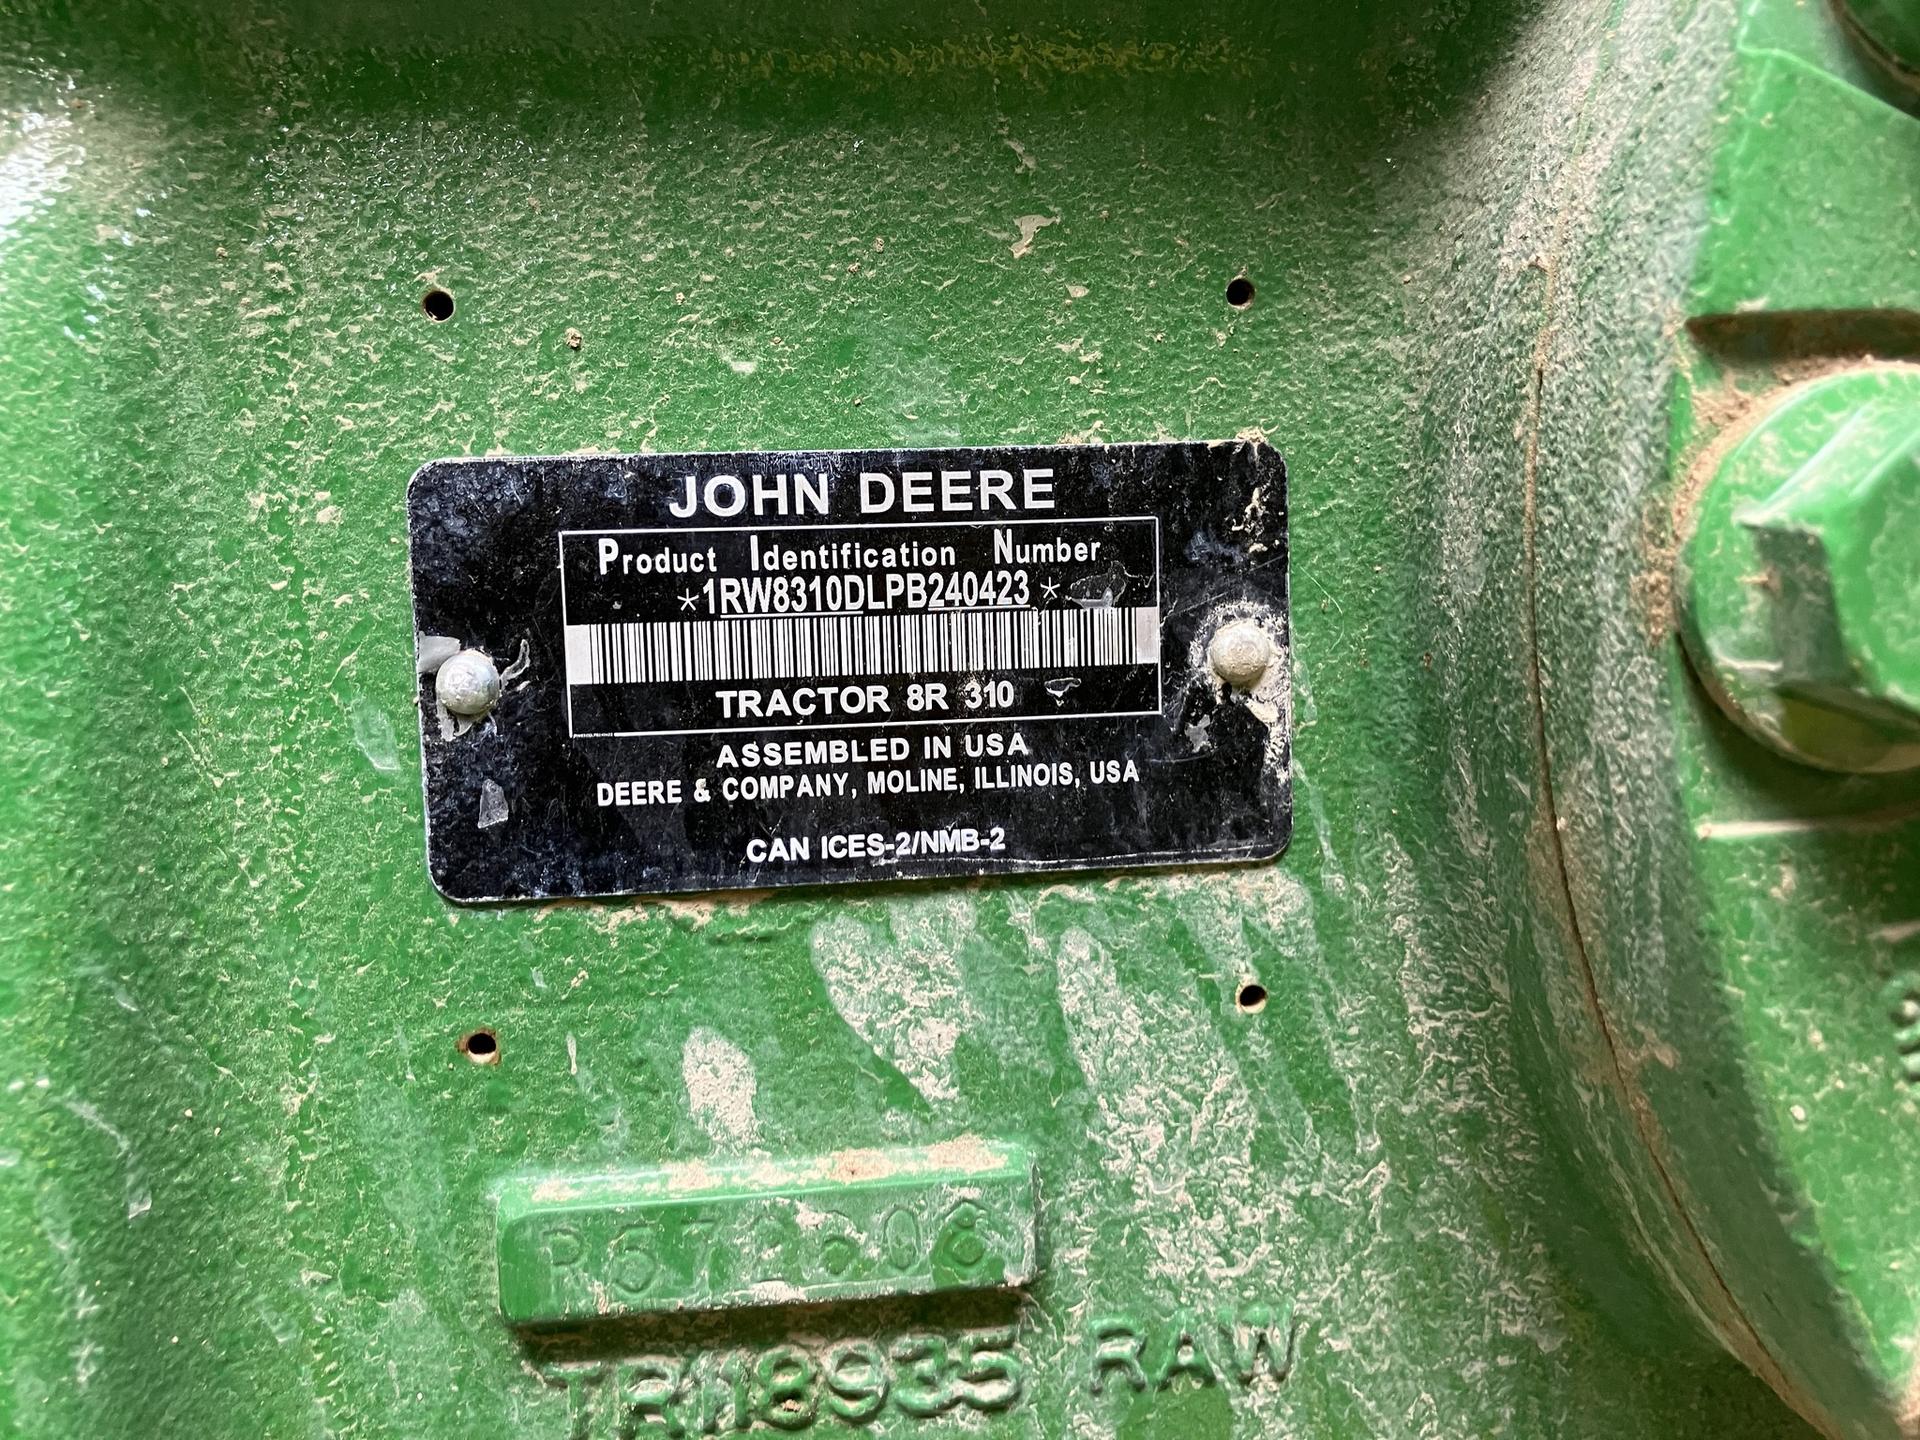 JOHN DEERE
Product Identification Number
*1RW8310DLPB240423*
TRACTOR 8R 310
ASSEMBLED IN USA
DEERE & COMPANY, MOLINE, ILLINOIS, USA
CAN ICES-2/NMB-2
TR118935 RAW